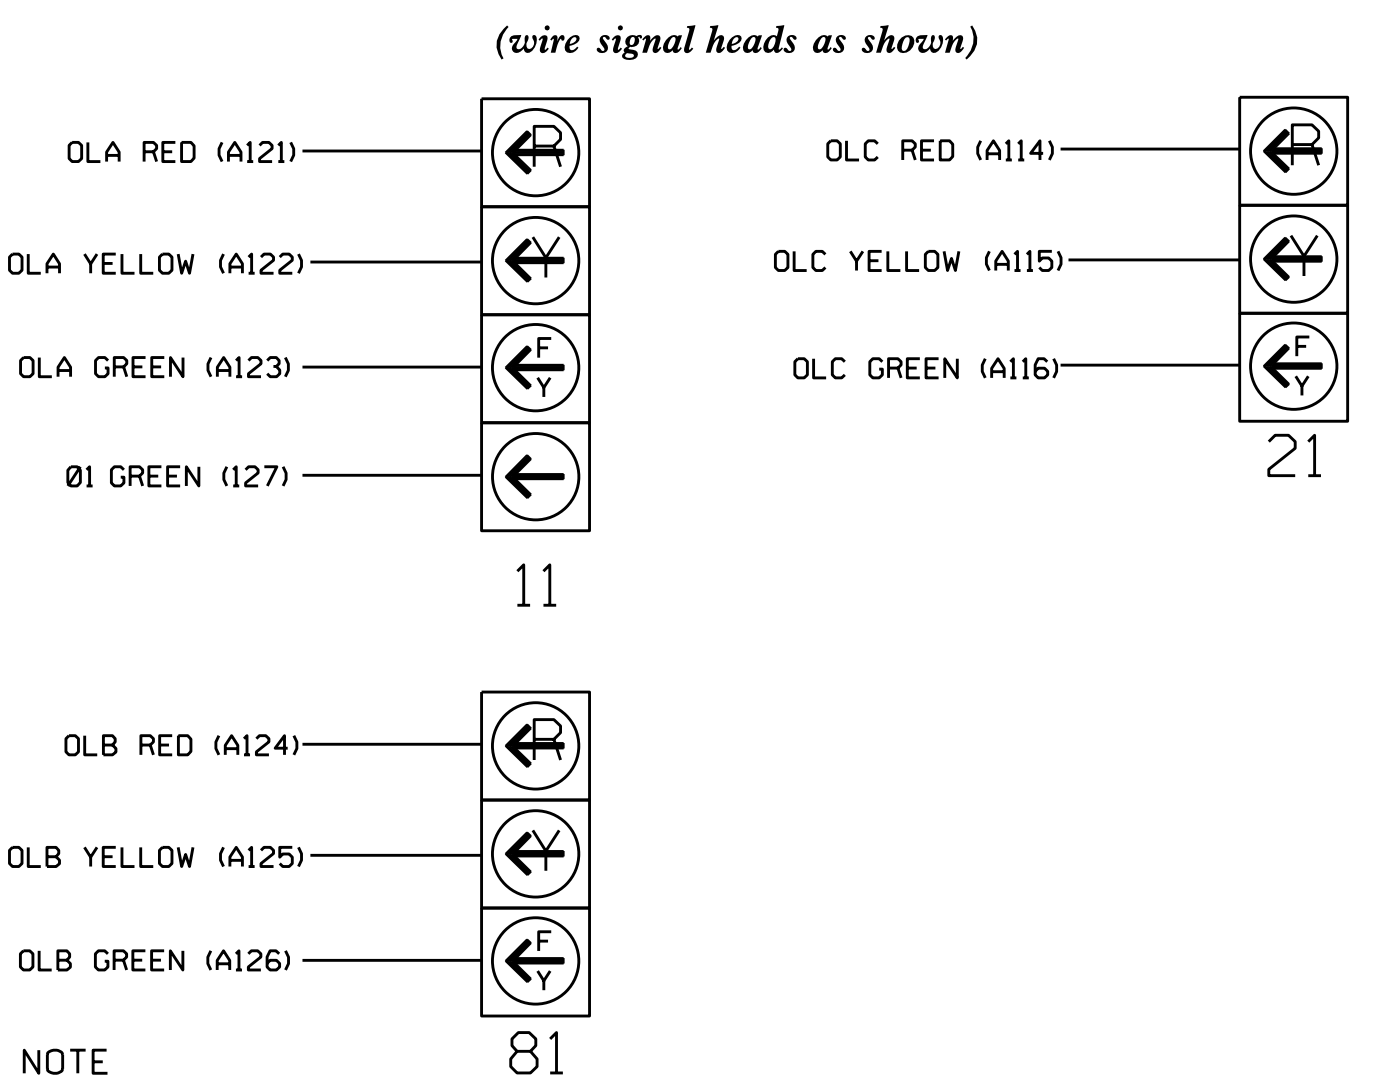 (wire signal heads as shown)
OLA RED (A121)
R
OLA YELLOW (A122)
Y
OLA GREEN (A123)
F
Y
Ø1 GREEN (127)
11
OLC RED (A114)
R
OLC YELLOW (A115)
Y
OLC GREEN (A116)
F
Y
21
OLB RED (A124)
R
OLB YELLOW (A125)
Y
OLB GREEN (A126)
F
Y
81
NOTE